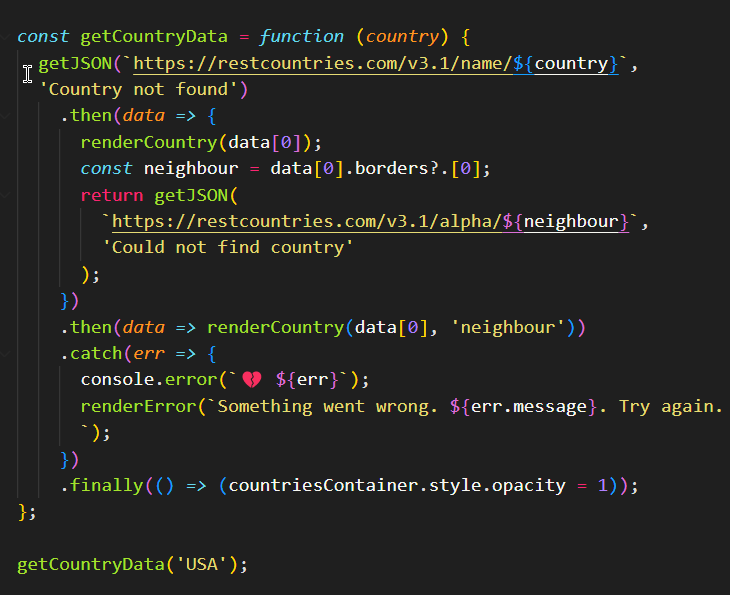 const getCountryData = function (country) {
  getJSON(`https://restcountries.com/v3.1/name/${country}`,
  'Country not found')
    .then(data => {
      renderCountry(data[0]);
      const neighbour = data[0].borders?.[0];
      return getJSON(
        `https://restcountries.com/v3.1/alpha/${neighbour}`,
        'Could not find country'
      );
    })
    .then(data => renderCountry(data[0], 'neighbour'))
    .catch(err => {
      console.error(`💔 ${err}`);
      renderError(`Something went wrong. ${err.message}. Try again.
      `);
    })
    .finally(() => (countriesContainer.style.opacity = 1));
};

getCountryData('USA');